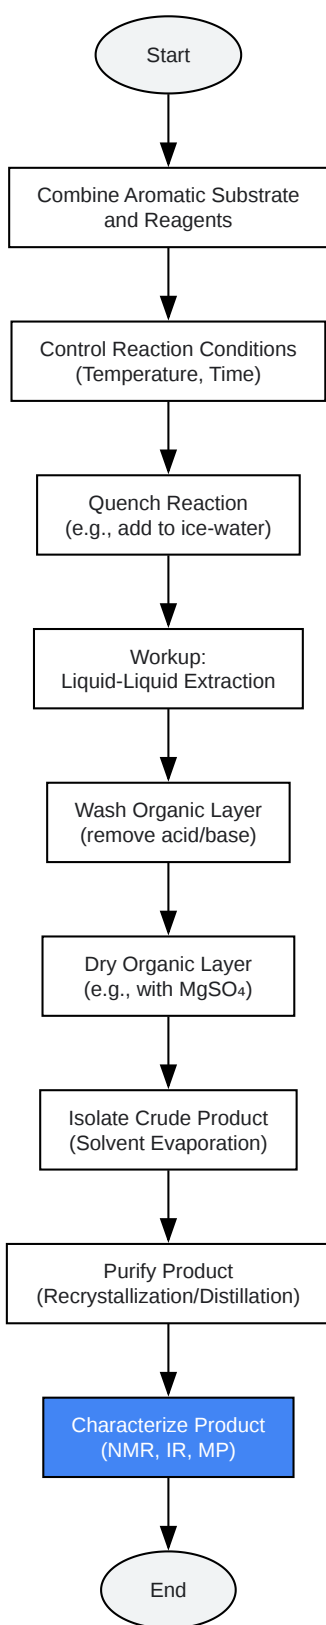 Start
Combine Aromatic Substrate
and Reagents
Control Reaction Conditions
(Temperature, Time)
Quench Reaction
(e.g., add to ice-water)
Workup:
Liquid-Liquid Extraction
Wash Organic Layer
(remove acid/base)
Dry Organic Layer
(e.g., with MgSO₄)
Isolate Crude Product
(Solvent Evaporation)
Purify Product
(Recrystallization/Distillation)
Characterize Product
(NMR, IR, MP)
End